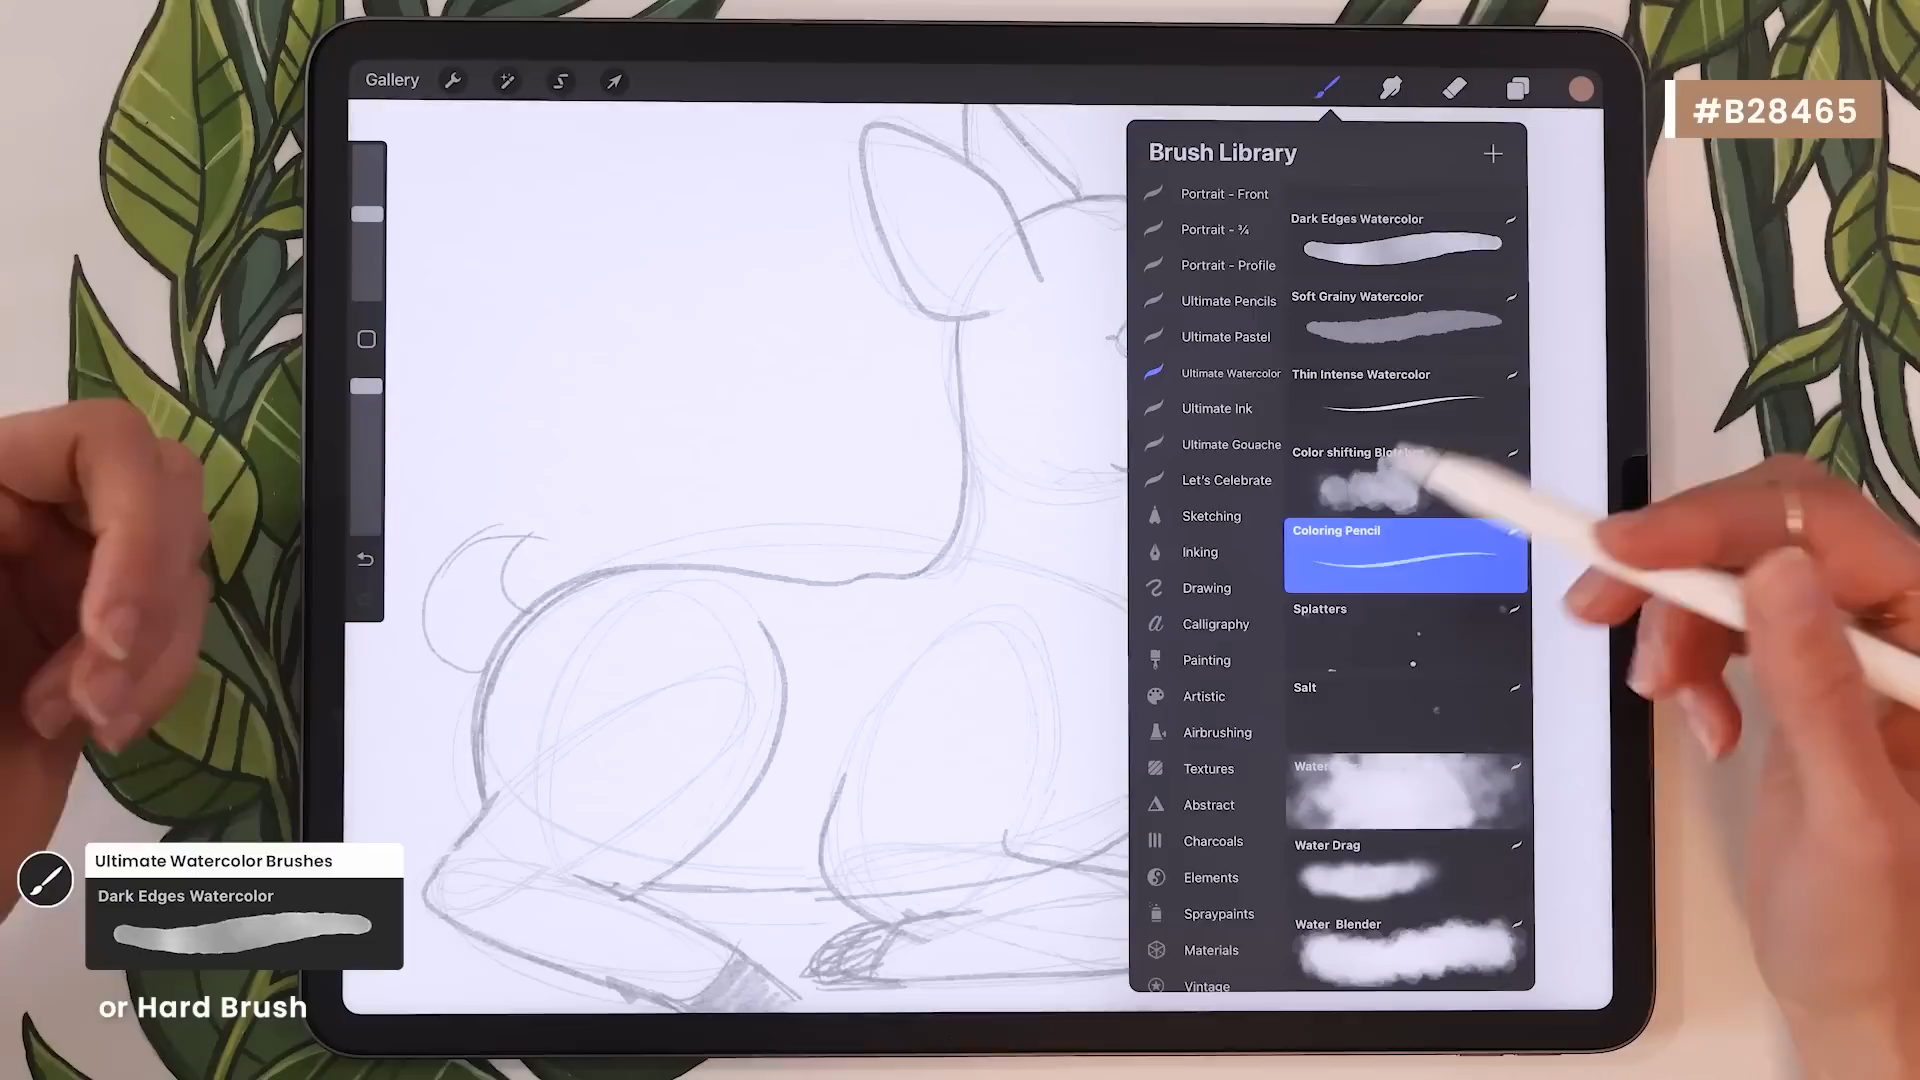 Gallery
#B28465
Brush Library
Portrait - Front
Portrait - ¾
Portrait - Profile
Ultimate Pencils
Ultimate Pastel
Ultimate Watercolor
Ultimate Ink
Ultimate Gouache
Let's Celebrate
Sketching
Inking
Drawing
Calligraphy
Painting
Artistic
Airbrushing
Textures
Abstract
Charcoals
Elements
Spraypaints
Materials
Vintage
Dark Edges Watercolor
Soft Grainy Watercolor
Thin Intense Watercolor
Color shifting
Coloring Pencil
Splatters
Salt
Water Drag
Water Blender
Ultimate Watercolor Brushes
Dark Edges Watercolor
or Hard Brush